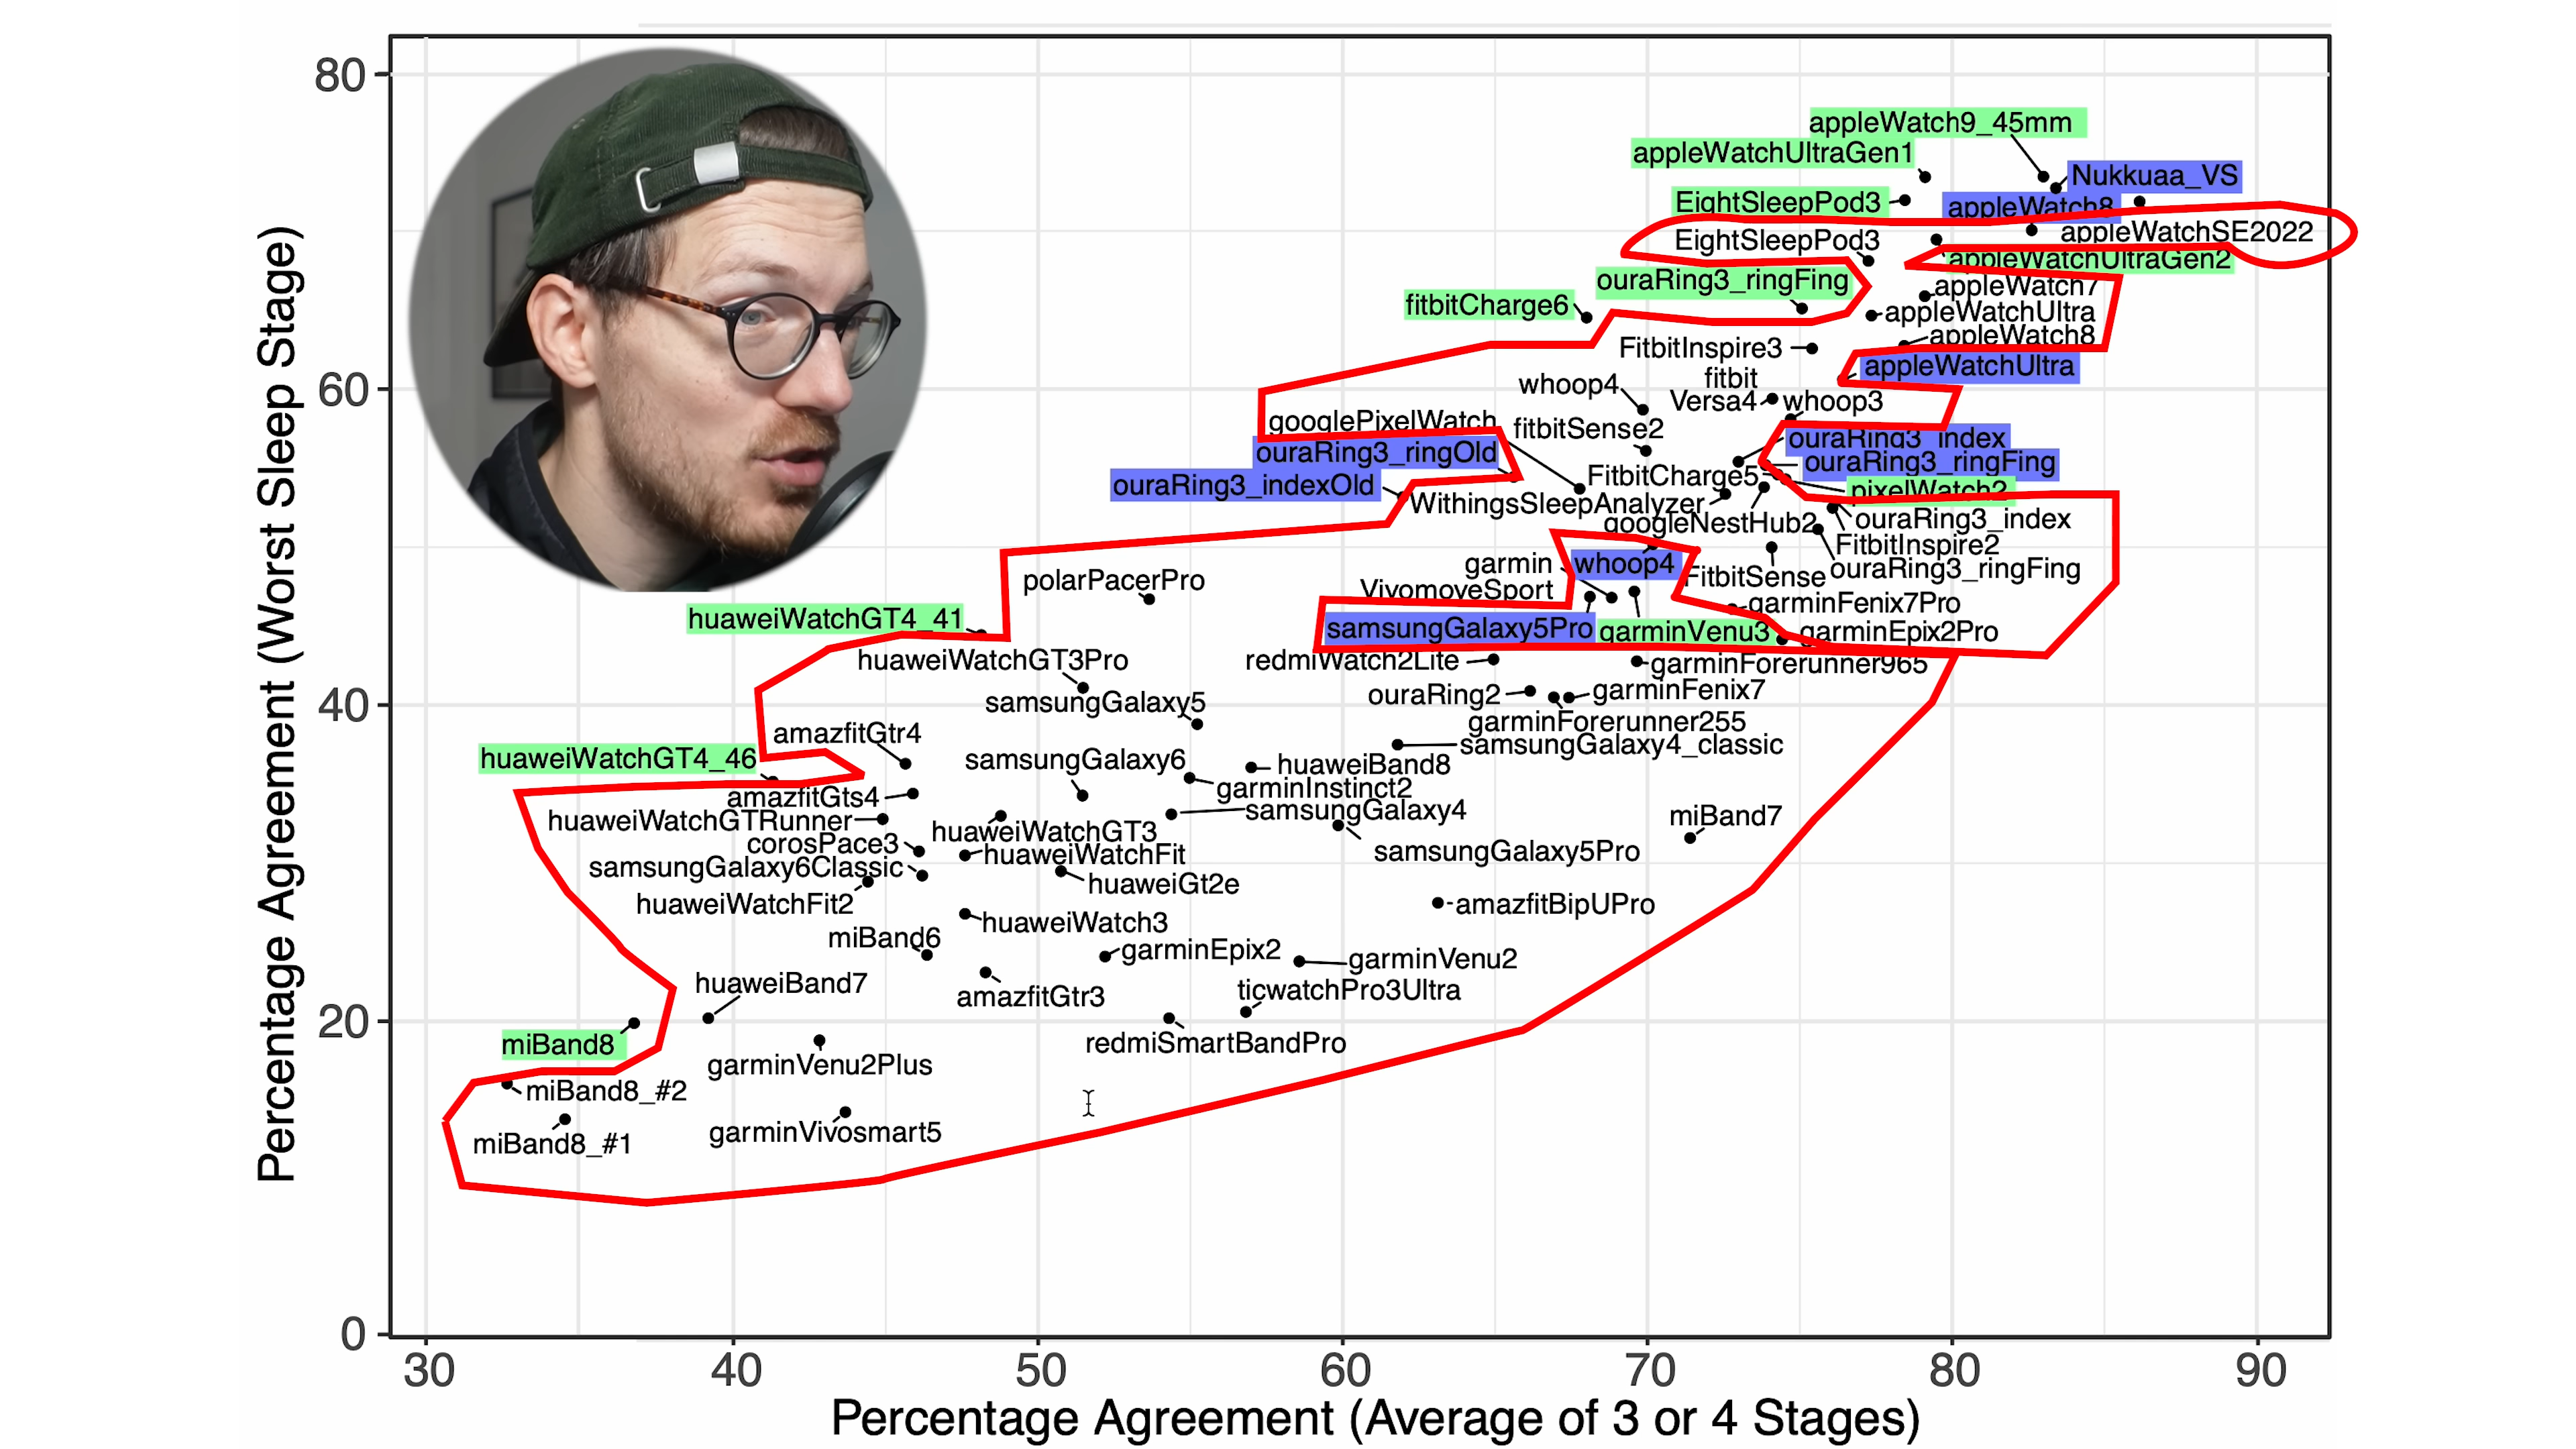 80
60
40
20
0
30
40
50
60
70
80
90
Percentage Agreement (Worst Sleep Stage)
Percentage Agreement (Average of 3 or 4 Stages)
appleWatch9_45mm
appleWatchUltraGen1
Nukkuaa_VS
EightSleepPod3
appleWatch8
appleWatchSE2022
EightSleepPod3
appleWatchUltraGen2
ouraRing3_ringFing
appleWatch7
fitbitCharge6
appleWatchUltra
appleWatch8
FitbitInspire3
appleWatchUltra
fitbit
Versa4
whoop4
whoop3
googlePixelWatch
fitbitSense2
ouraRing3_index
ouraRing3_ringOld
ouraRing3_ringFing
FitbitCharge5
ouraRing3_indexOld
pixelWatch2
WithingsSleepAnalyzer
googleNestHub2
ouraRing3_index
FitbitInspire2
garmin
VivomoveSport
whoop4
ouraRing3_ringFing
FitbitSense
polarPacerPro
garminFenix7Pro
huaweiWatchGT4_41
samsungGalaxy5Pro
garminVenu3
garminEpix2Pro
huaweiWatchGT3Pro
redmiWatch2Lite
garminForerunner965
samsungGalaxy5
ouraRing2
garminFenix7
garminForerunner255
amazfitGtr4
samsungGalaxy4_classic
huaweiWatchGT4_46
samsungGalaxy6
huaweiBand8
garminInstinct2
amazfitGts4
samsungGalaxy4
huaweiWatchGTRunner
huaweiWatchGT3
miBand7
corosPace3
huaweiWatchFit
samsungGalaxy5Pro
samsungGalaxy6Classic
huaweiGt2e
huaweiWatchFit2
amazfitBipUPro
huaweiWatch3
miBand6
garminEpix2
garminVenu2
huaweiBand7
amazfitGtr3
ticwatchPro3Ultra
miBand8
redmiSmartBandPro
garminVenu2Plus
miBand8_#2
garminVivosmart5
miBand8_#1